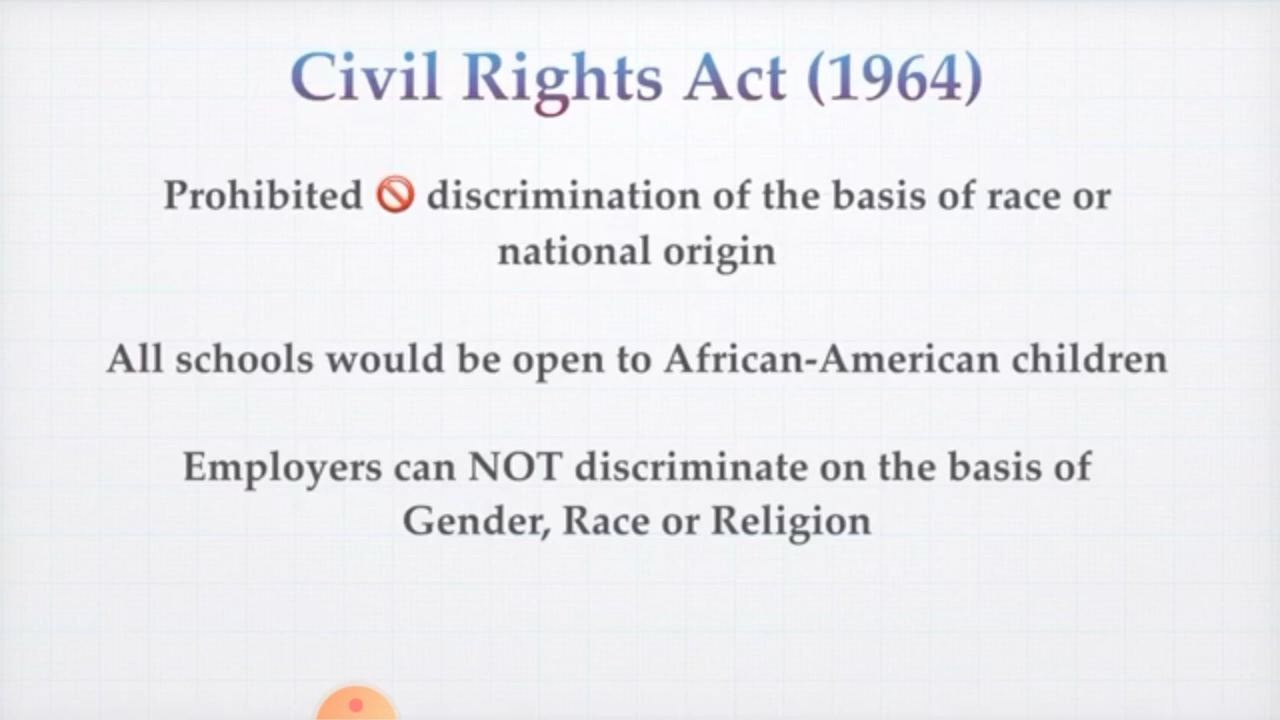 Civil Rights Act (1964)
Prohibited 🚫 discrimination of the basis of race or
national origin
All schools would be open to African-American children
Employers can NOT discriminate on the basis of
Gender, Race or Religion